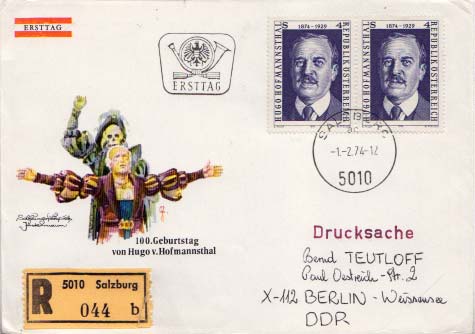 ERSTTAG
ERSTTAG
S 4
1874-1929
HUGO HOFMANNSTHAL
REPUBLIK ÖSTERREICH
S 4
1874-1929
HUGO HOFMANNSTHAL
REPUBLIK ÖSTERREICH
SALZBURG
-1.-2.74-12
5010
100.Geburtstag
von Hugo v.Hofmannsthal
R
5010 Salzburg
044 b
Drucksache
Bernd TEUTLOFF
Paul Oestreich-Str. 2
X-112 BERLIN-Weissensee
DDR